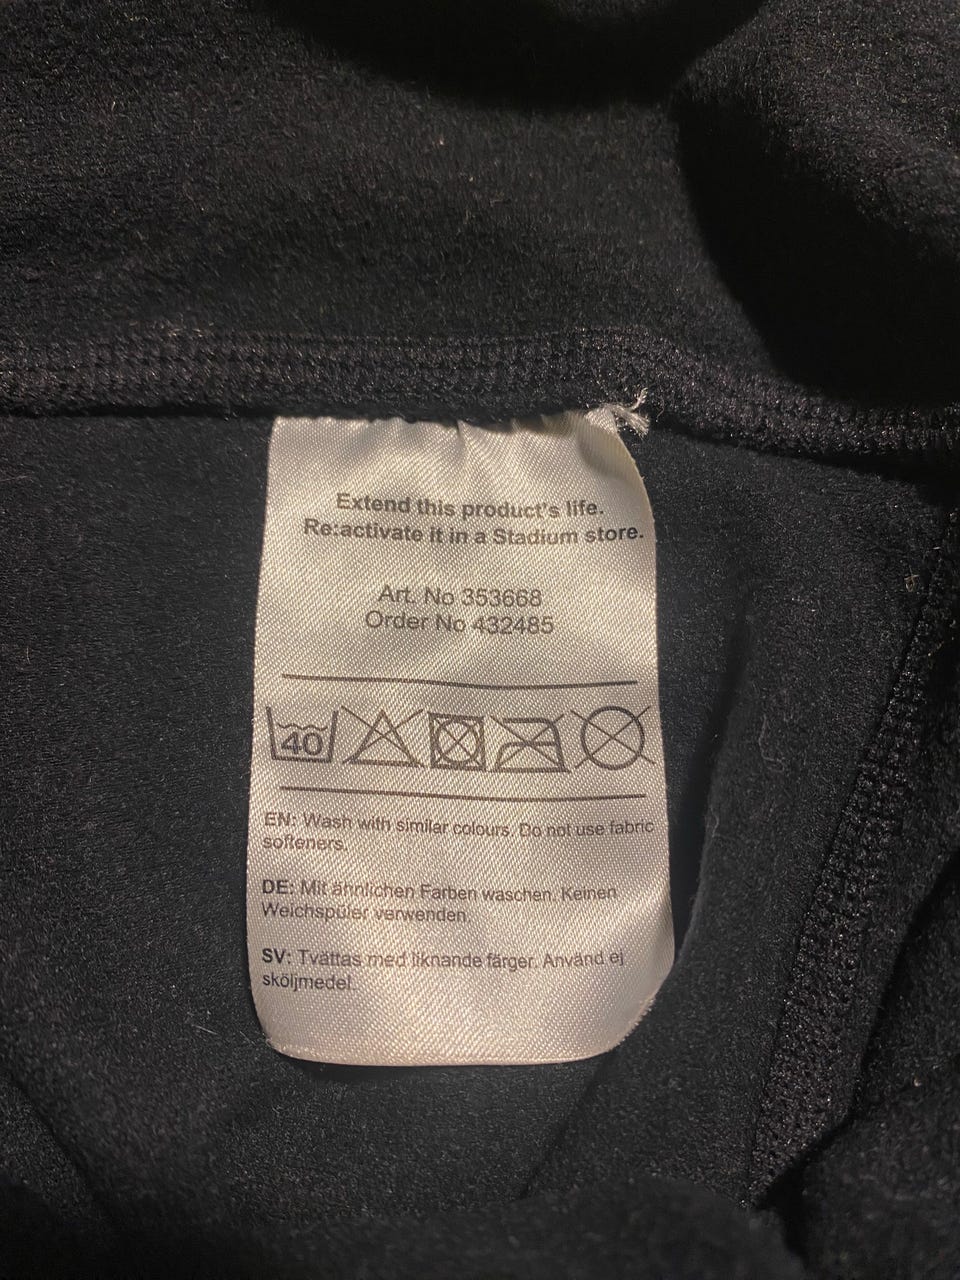 Extend this product's life.
Re:activate it in a Stadium store.
Art. No 353668
Order No 432485
40
EN: Wash with similar colours. Do not use fabric
softeners.
DE: Mit ähnlichen Farben waschen. Keinen
Weichspüler verwenden.
SV: Tvättas med liknande färger. Använd ej
sköljmedel.